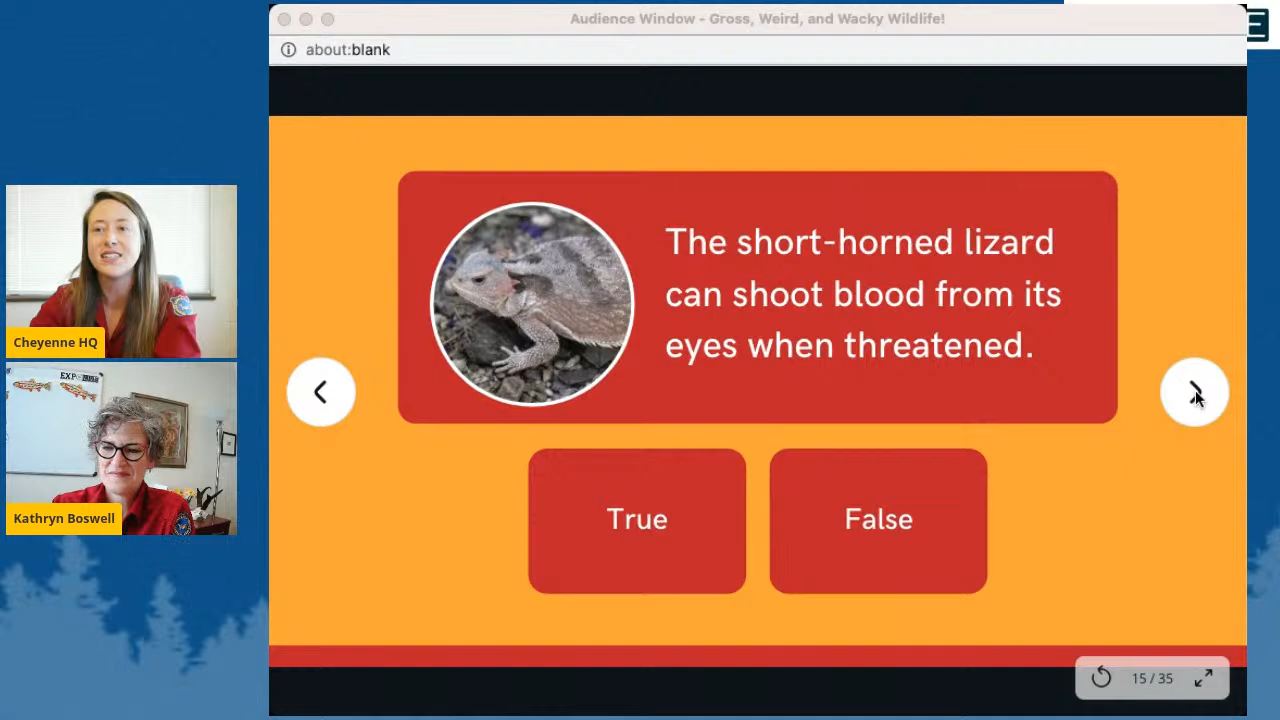 Audience Window - Gross, Weird, and Wacky Wildlife!
E
about:blank
The short-horned lizard
can shoot blood from its
eyes when threatened.
Cheyenne HQ
Kathryn Boswell
True
False
15 / 35